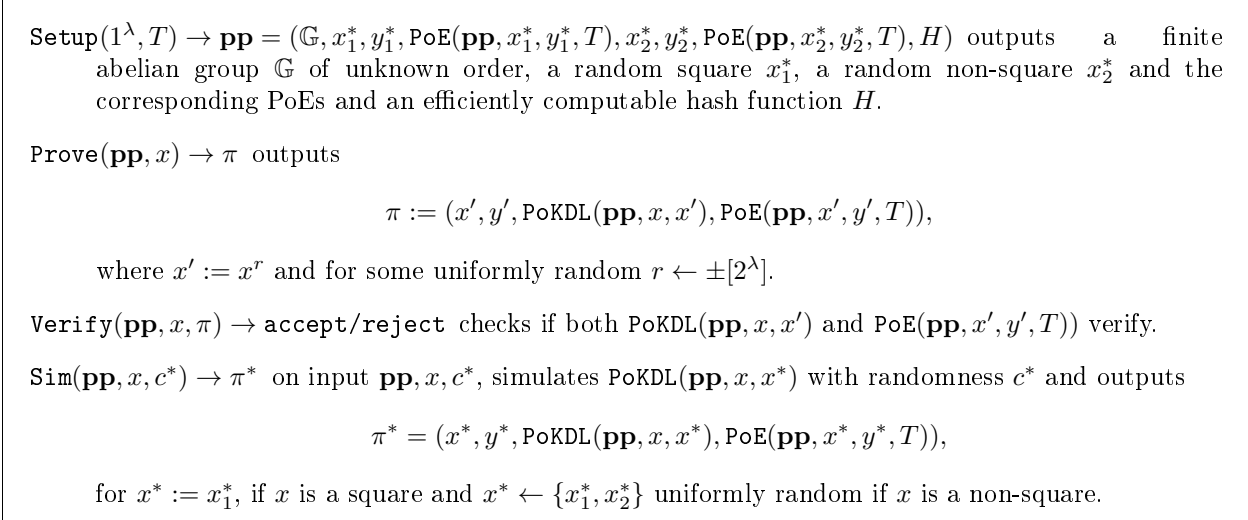 Setup(1^λ, T) → pp = (𝔾, x₁*, y₁*, PoE(pp, x₁*, y₁*, T), x₂*, y₂*, PoE(pp, x₂*, y₂*, T), H) outputs a finite
abelian group 𝔾 of unknown order, a random square x₁*, a random non-square x₂* and the
corresponding PoEs and an efficiently computable hash function H.
Prove(pp, x) → π outputs
π := (x′, y′, PoKDL(pp, x, x′), PoE(pp, x′, y′, T)),
where x′ := x^r and for some uniformly random r ← ±[2^λ].
Verify(pp, x, π) → accept/reject checks if both PoKDL(pp, x, x′) and PoE(pp, x′, y′, T)) verify.
Sim(pp, x, c*) → π* on input pp, x, c*, simulates PoKDL(pp, x, x*) with randomness c* and outputs
π* = (x*, y*, PoKDL(pp, x, x*), PoE(pp, x*, y*, T)),
for x* := x₁*, if x is a square and x* ← {x₁*, x₂*} uniformly random if x is a non-square.